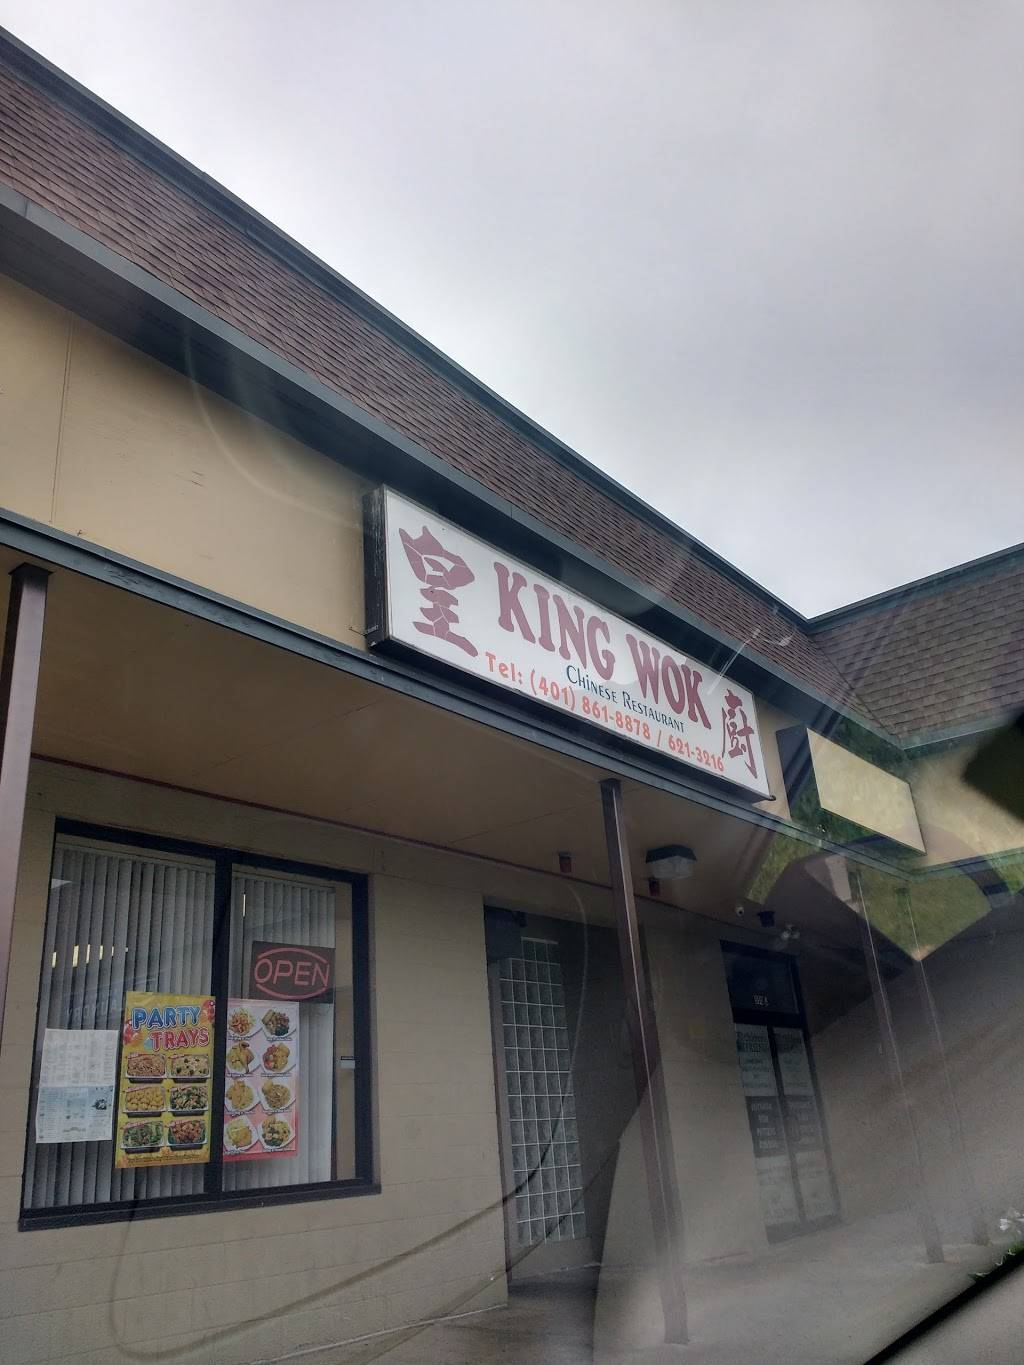 皇 KING WOK 廚
CHINESE RESTAURANT
Tel: (401) 861-8878 / 621-3216
OPEN
PARTY
TRAYS